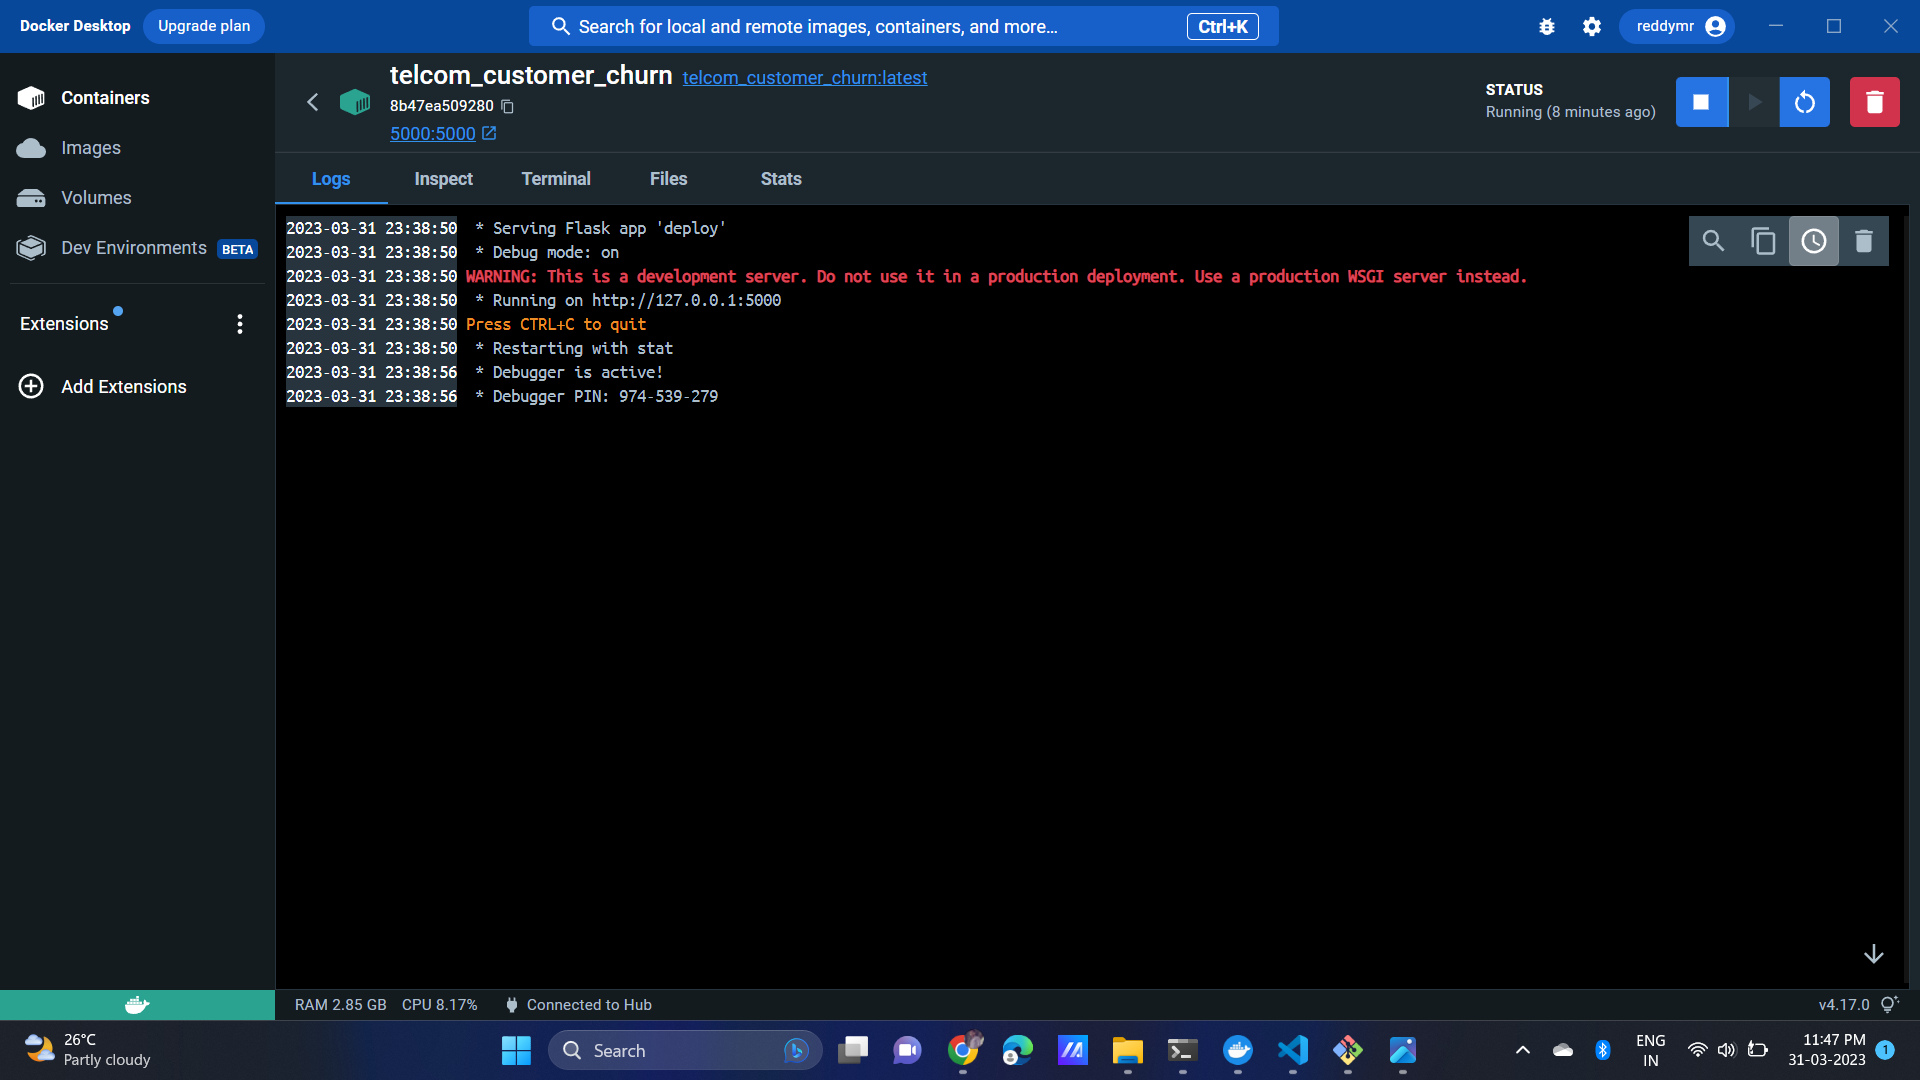 Docker Desktop Upgrade plan Search for local and remote images, containers, and more... Ctrl+K reddymr
Containers
Images
Volumes
Dev Environments BETA
Extensions
Add Extensions
telcom_customer_churn telcom_customer_churn:latest
8b47ea509280
5000:5000
STATUS
Running (8 minutes ago)
Logs Inspect Terminal Files Stats
2023-03-31 23:38:50 * Serving Flask app 'deploy'
2023-03-31 23:38:50 * Debug mode: on
2023-03-31 23:38:50 WARNING: This is a development server. Do not use it in a production deployment. Use a production WSGI server instead.
2023-03-31 23:38:50 * Running on http://127.0.0.1:5000
2023-03-31 23:38:50 Press CTRL+C to quit
2023-03-31 23:38:50 * Restarting with stat
2023-03-31 23:38:56 * Debugger is active!
2023-03-31 23:38:56 * Debugger PIN: 974-539-279
RAM 2.85 GB CPU 8.17% Connected to Hub v4.17.0
26°C
Partly cloudy
Search
ENG
IN
11:47 PM
31-03-2023
1